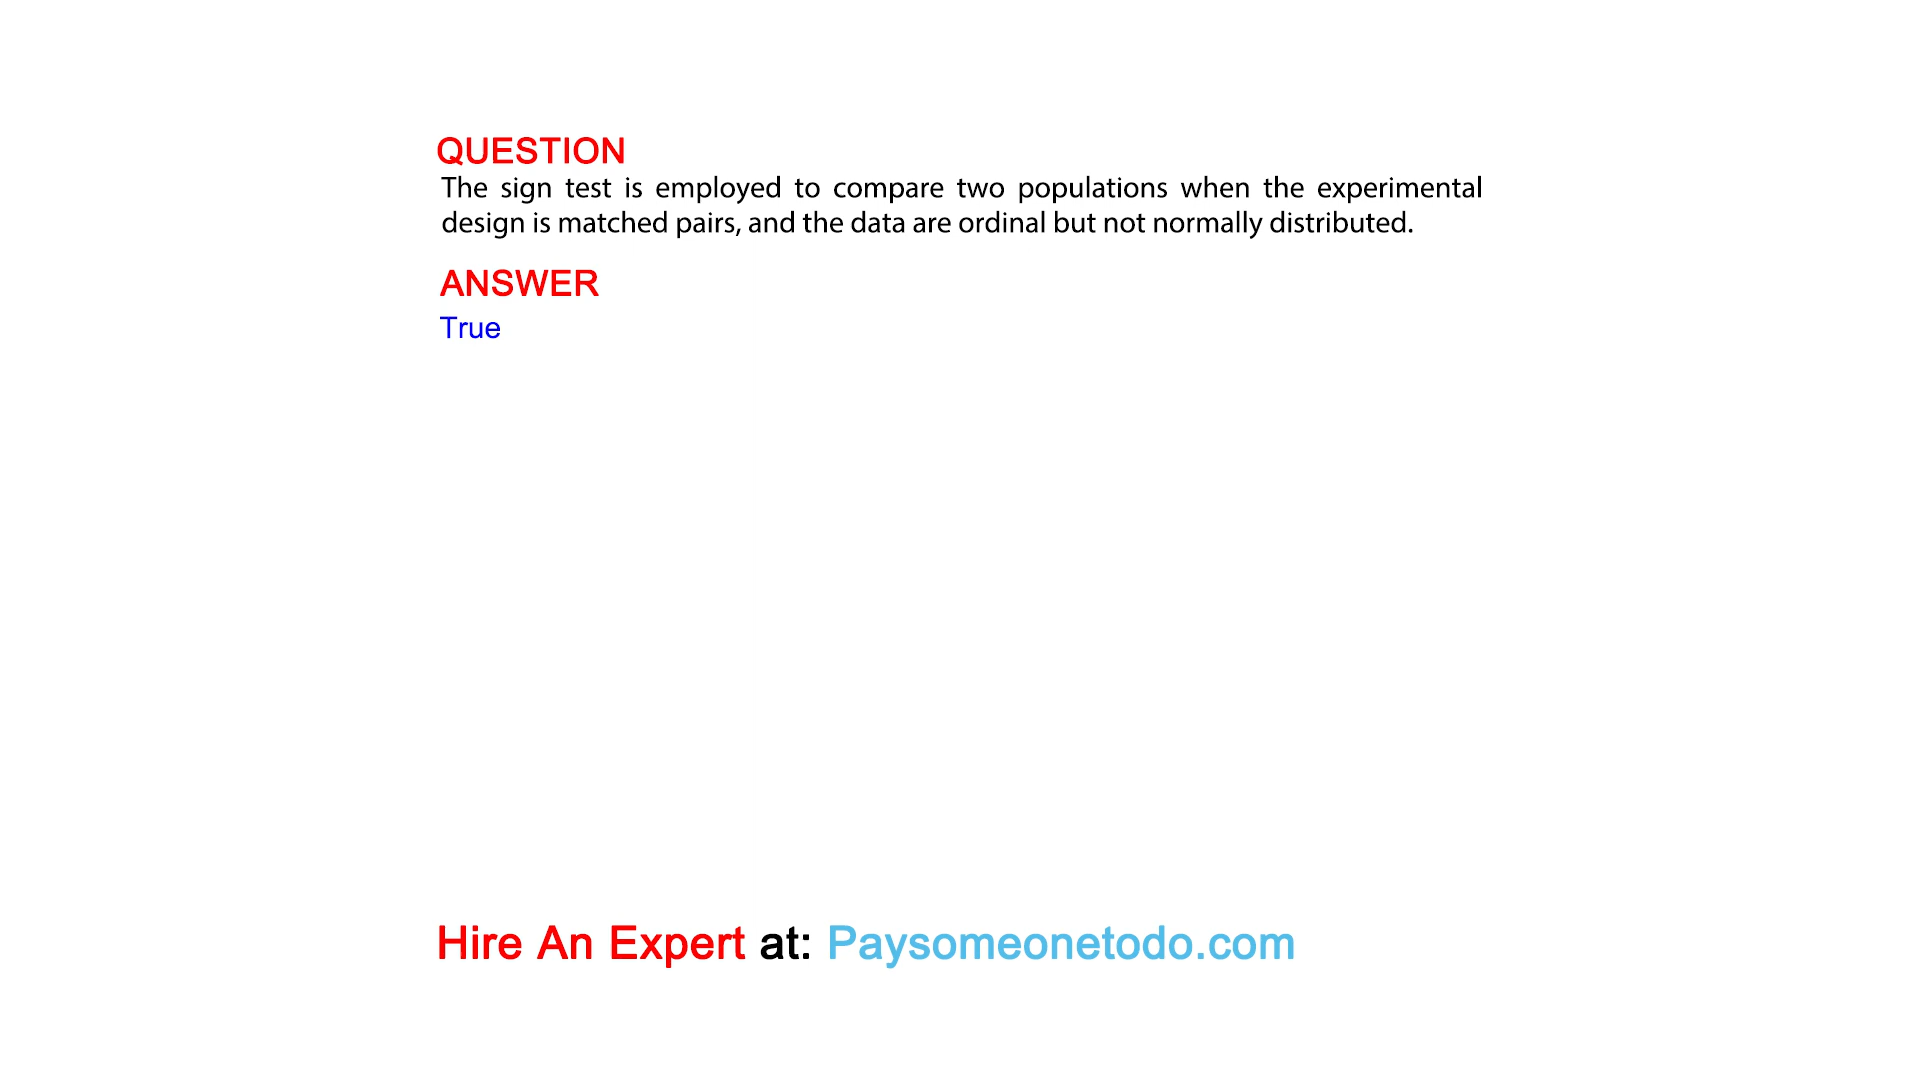 QUESTION
The sign test is employed to compare two populations when the experimental
design is matched pairs, and the data are ordinal but not normally distributed.
ANSWER
True
Hire An Expert at: Paysomeonetodo.com